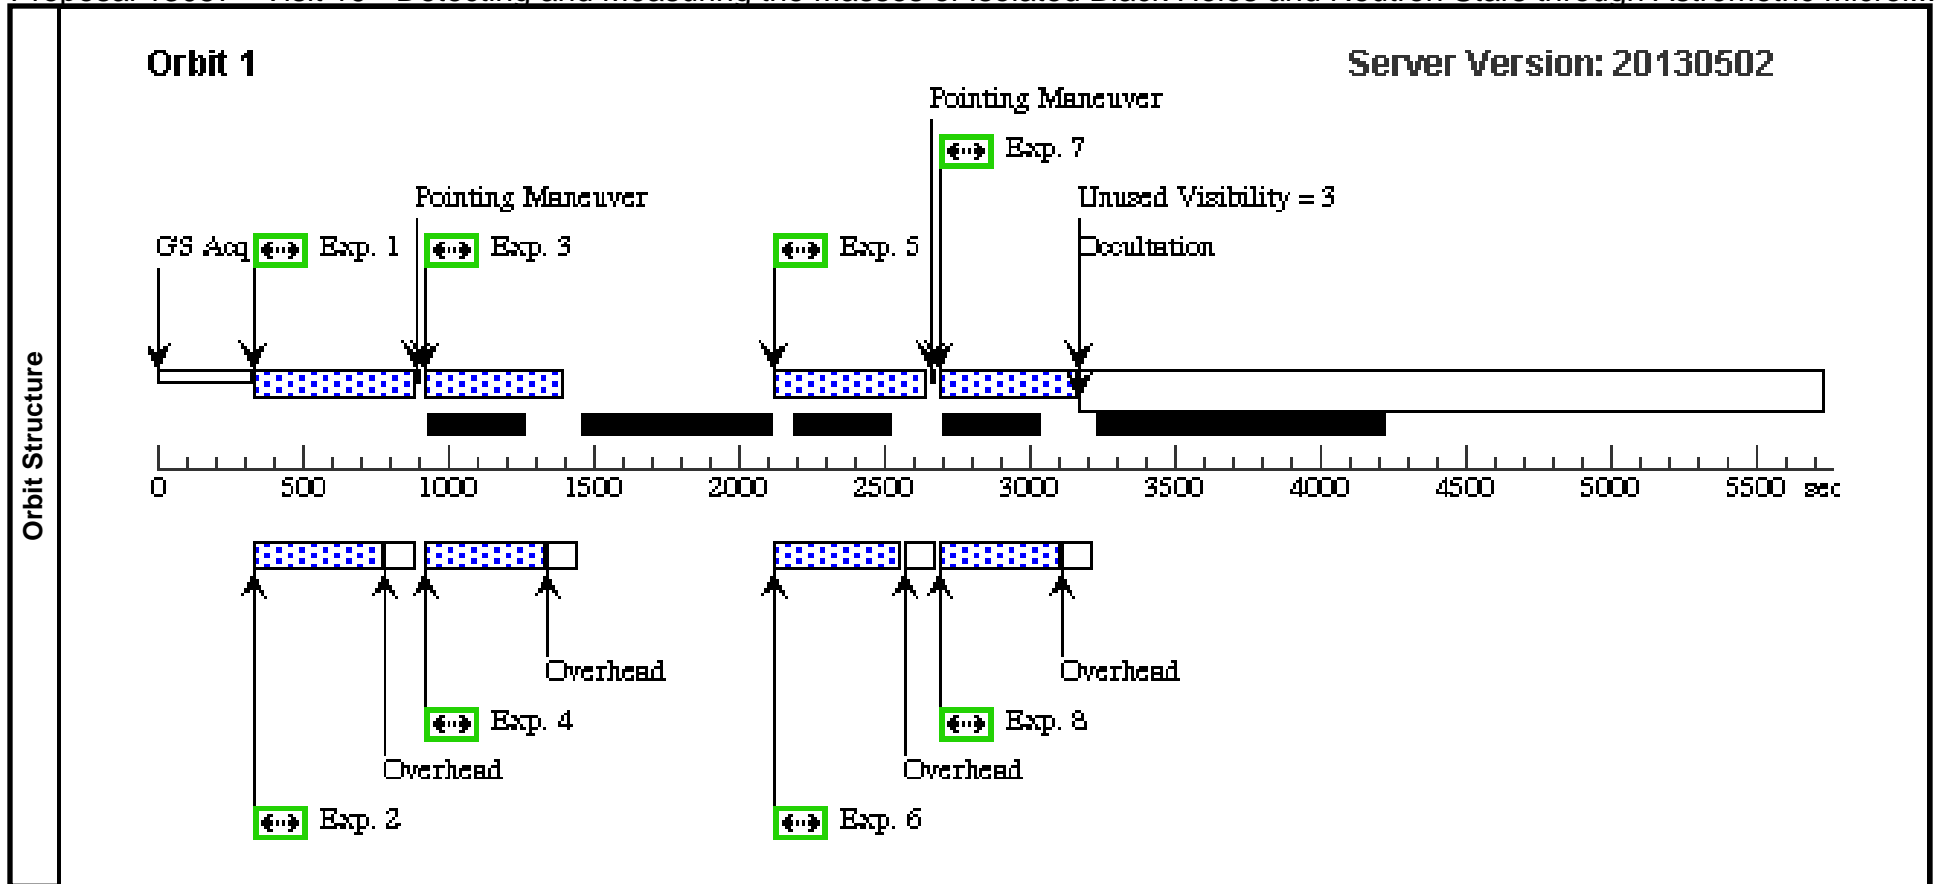 Orbit 1
Server Version: 20130502
Pointing Maneuver
Exp. 7
Pointing Maneuver
Unused Visibility = 3
GS Acq
Exp. 1
Exp. 3
Exp. 5
Occultation
Orbit Structure
0 500 1000 1500 2000 2500 3000 3500 4000 4500 5000 5500 sec
Overhead
Overhead
Exp. 4
Exp. 8
Overhead
Overhead
Exp. 2
Exp. 6